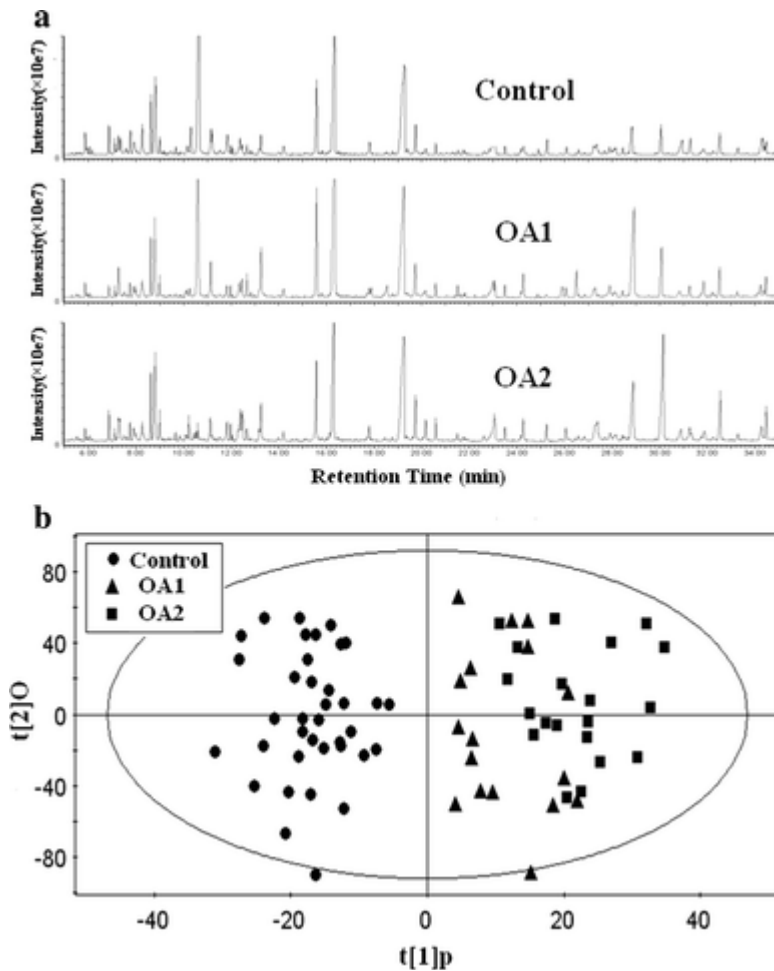 a
Intensity(×10e7)
Control
0
Intensity(×10e7)
OA1
0
Intensity(×10e7)
OA2
0
6.00 8.00 10.00 12.00 14.00 16.00 18.00 20.00 22.00 24.00 26.00 28.00 30.00 32.00 34.00
Retention Time (min)
b
Control
OA1
OA2
80
40
0
-40
-80
t[2]O
-40 -20 0 20 40
t[1]p